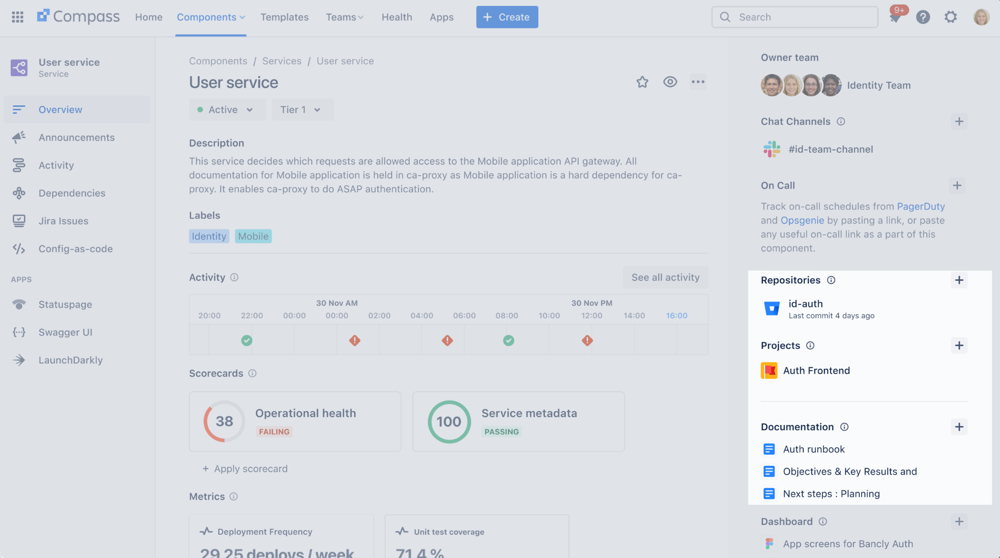 Compass
Home
Components
Templates
Teams
Health
Apps
+ Create
Search
9+
User service
Service
Overview
Announcements
Activity
Dependencies
Jira Issues
Config-as-code
APPS
Statuspage
Swagger UI
LaunchDarkly
Components / Services / User service
User service
Active
Tier 1
Description
This service decides which requests are allowed access to the Mobile application API gateway. All
documentation for Mobile application is held in ca-proxy as Mobile application is a hard dependency for ca-
proxy. It enables ca-proxy to do ASAP authentication.
Labels
Identity Mobile
Activity
See all activity
30 Nov AM 30 Nov PM
20:00 22:00 00:00 00:00 02:00 04:00 06:00 08:00 10:00 12:00 14:00 16:00
Scorecards
38
Operational health
FAILING
100
Service metadata
PASSING
+ Apply scorecard
Metrics
Deployment Frequency
29.25 deploys / week
Unit test coverage
71.4 %
Owner team
Identity Team
Chat Channels
#id-team-channel
On Call
Track on-call schedules from PagerDuty
and Opsgenie by pasting a link, or paste
any useful on-call link as a part of this
component.
Repositories
id-auth
Last commit 4 days ago
Projects
Auth Frontend
Documentation
Auth runbook
Objectives & Key Results and
Next steps : Planning
Dashboard
App screens for Bancly Auth